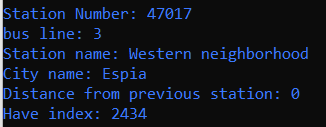 Station Number: 47017
bus line: 3
Station name: Western neighborhood
City name: Espia
Distance from previous station: 0
Have index: 2434